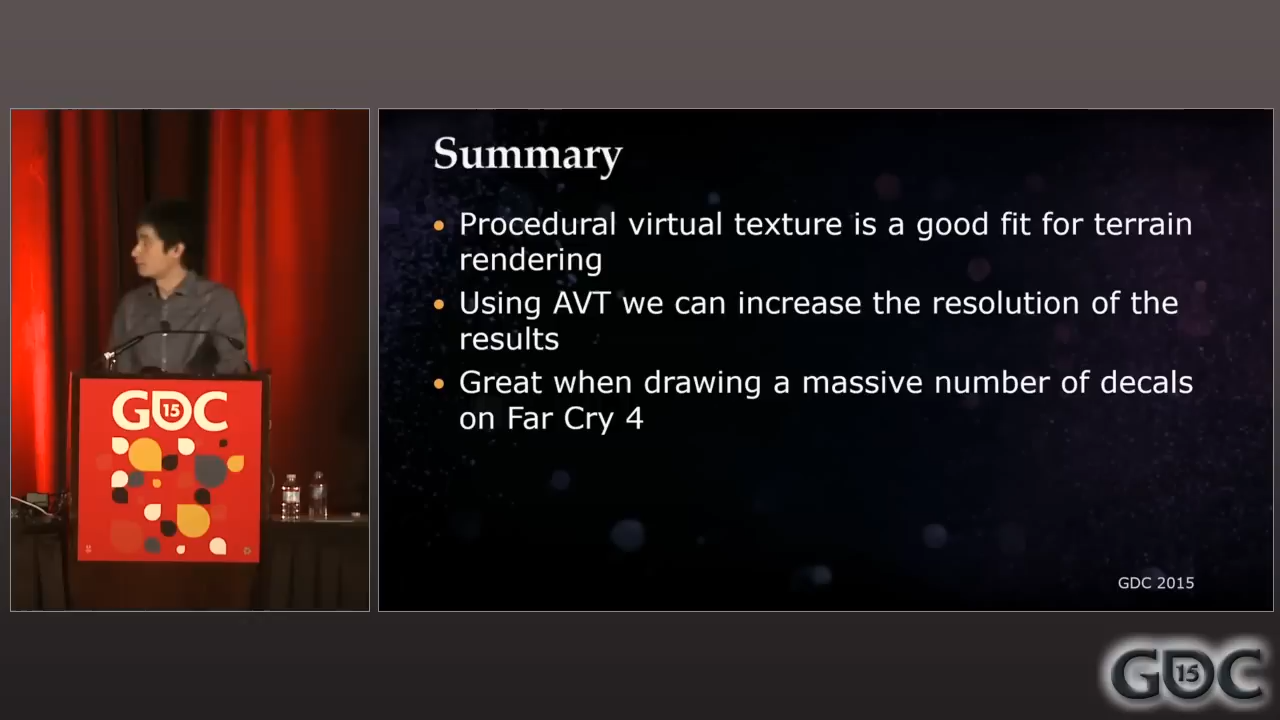 Summary
• Procedural virtual texture is a good fit for terrain
rendering
• Using AVT we can increase the resolution of the
results
• Great when drawing a massive number of decals
on Far Cry 4
GDC 2015
GDC
15
GDC
15